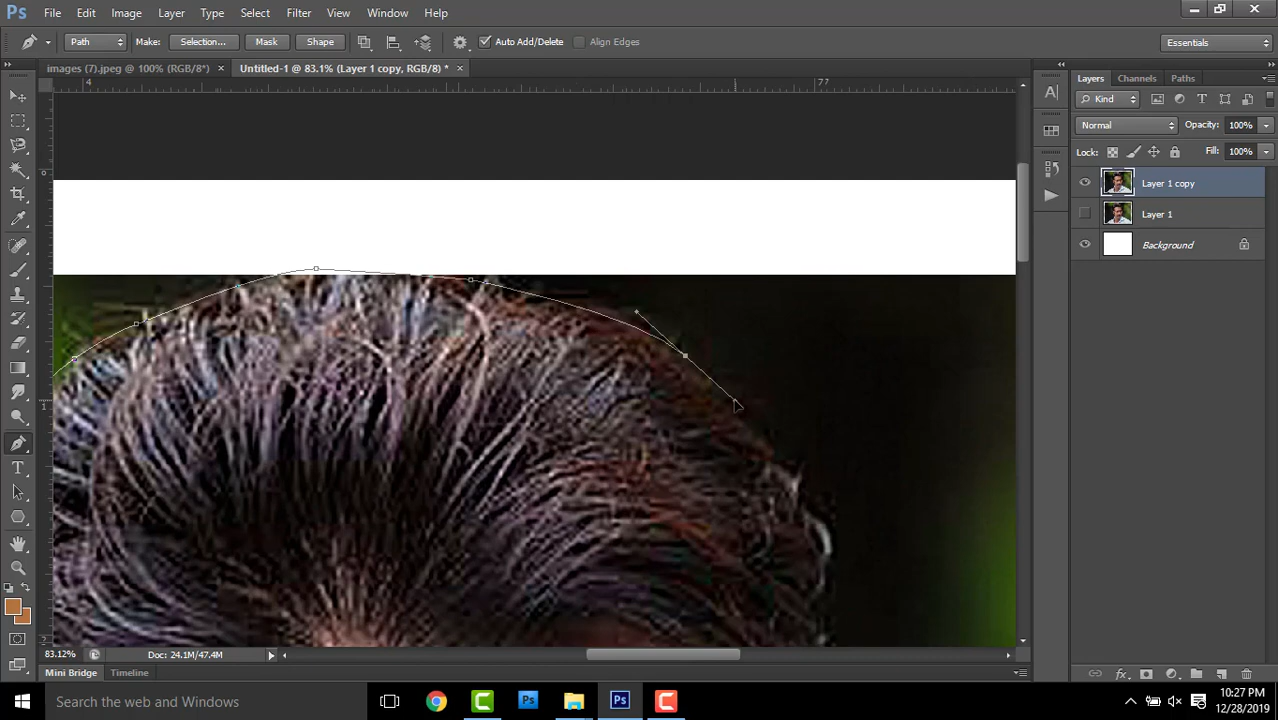 Ps File Edit Image Layer Type Select Filter View Window Help
Path Make: Selection... Mask Shape Auto Add/Delete Align Edges Essentials
images (7).jpeg @ 100% (RGB/8*) × Untitled-1 @ 83.1% (Layer 1 copy, RGB/8) * ×
Layers Channels Paths
Kind
Normal Opacity: 100%
Lock: Fill: 100%
Layer 1 copy
Layer 1
Background
83.12% Doc: 24.1M/47.4M
Mini Bridge Timeline
Search the web and Windows
10:27 PM
12/28/2019